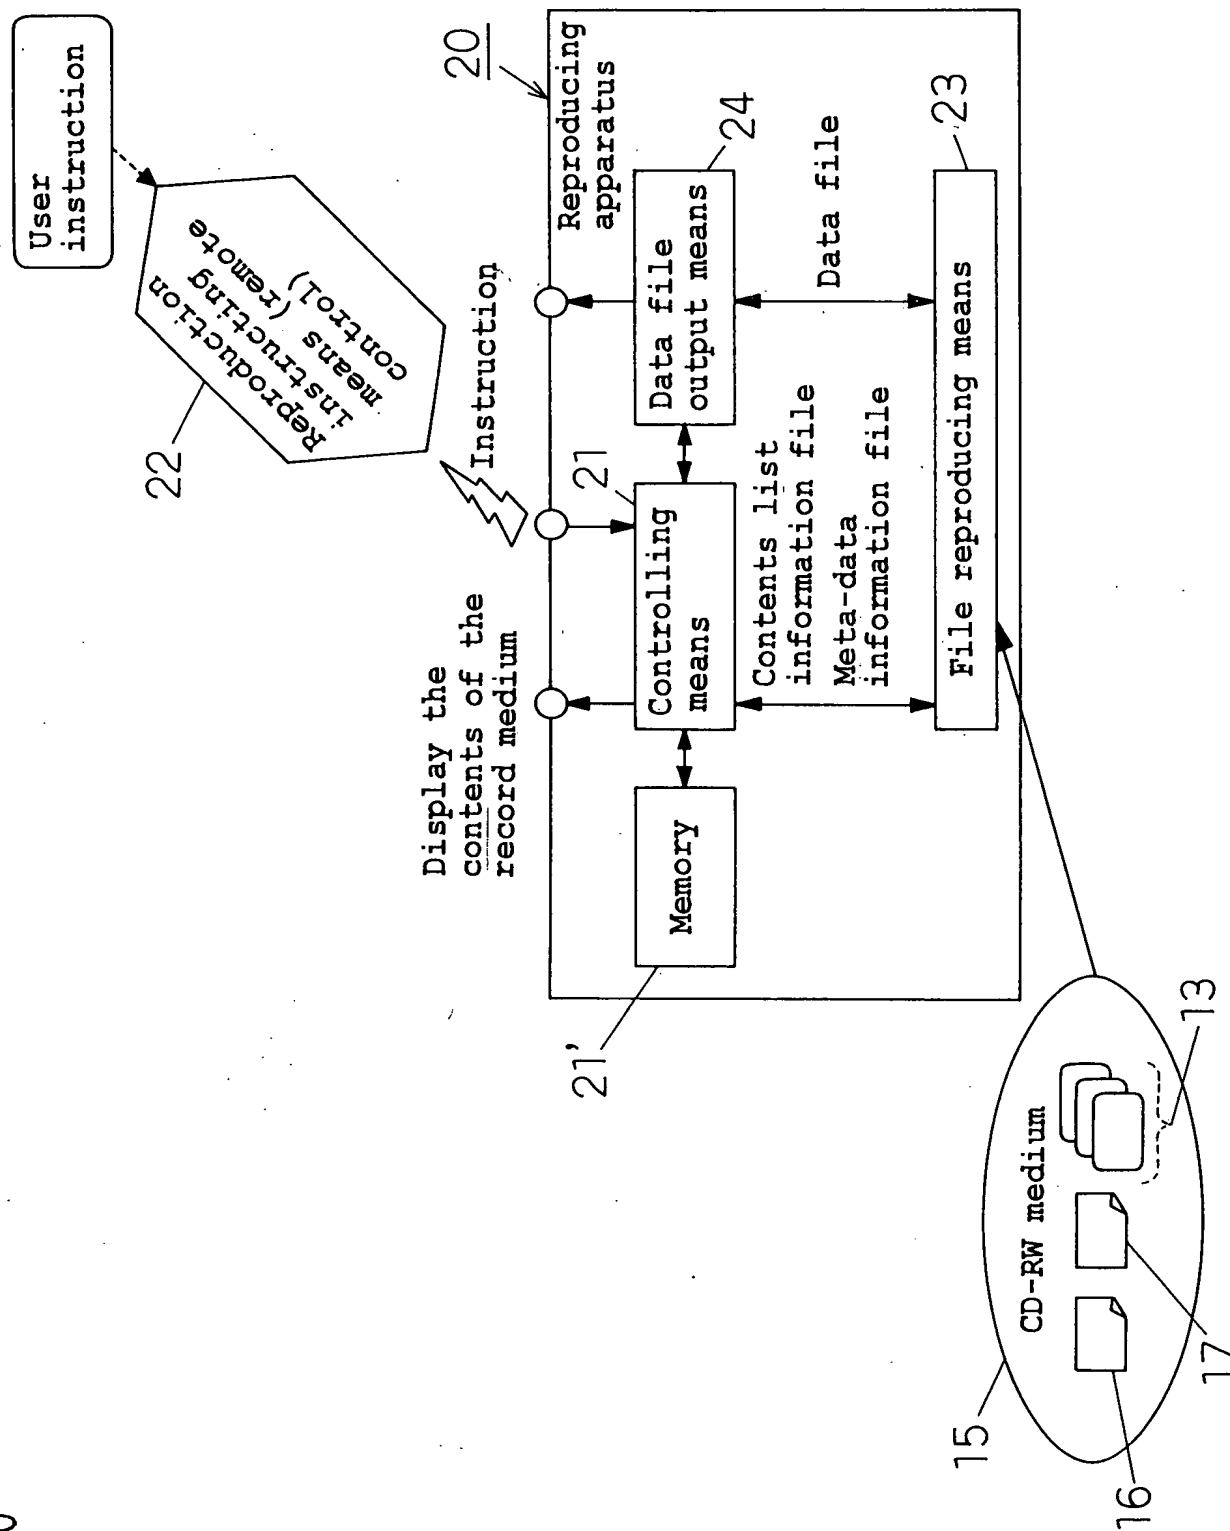 User
instruction
Reproduction
instructing
means (remote
control)
22
Instruction
20
Reproducing
apparatus
Display the
contents of the
record medium
21
Controlling
means
Data file
output means
24
Memory
21'
Contents list
information file
Meta-data
information file
Data file
File reproducing means
23
CD-RW medium
15
16
17
13